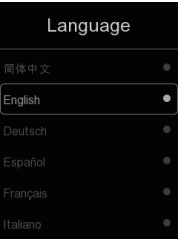 Language
简体中文
English
Deutsch
Español
Français
Italiano